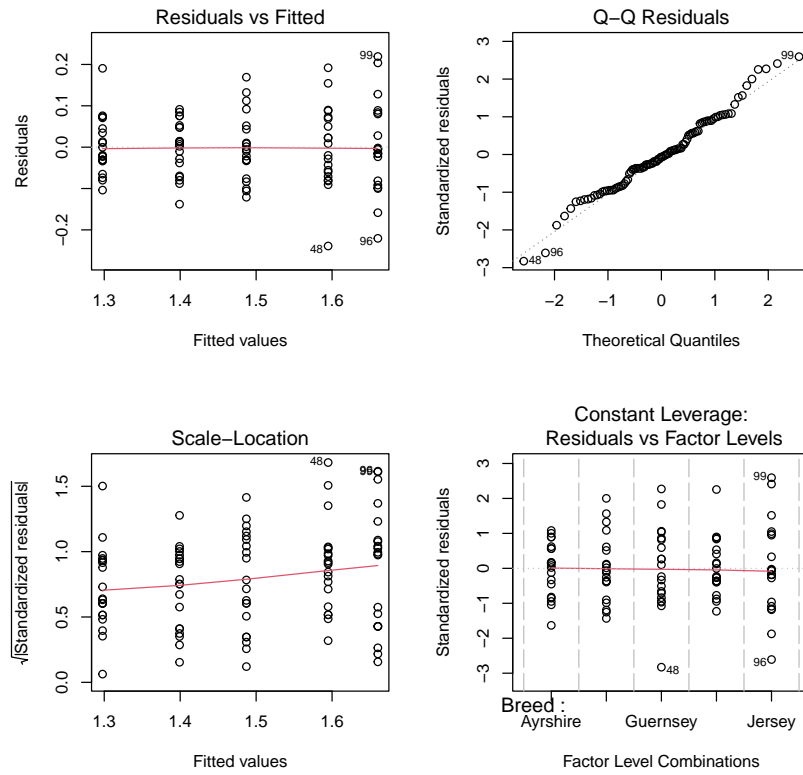 Residuals vs Fitted
0.2
0.0
−0.2
Residuals
99
48
96
1.3 1.4 1.5 1.6
Fitted values
Q−Q Residuals
3
2
1
0
−1
−2
−3
Standardized residuals
99
48
96
−2 −1 0 1 2
Theoretical Quantiles
Scale−Location
1.5
1.0
0.5
0.0
√|Standardized residuals|
48
1.3 1.4 1.5 1.6
Fitted values
Constant Leverage:
Residuals vs Factor Levels
3
2
1
0
−1
−2
−3
Standardized residuals
99
48
96
Breed :
Ayrshire Guernsey Jersey
Factor Level Combinations